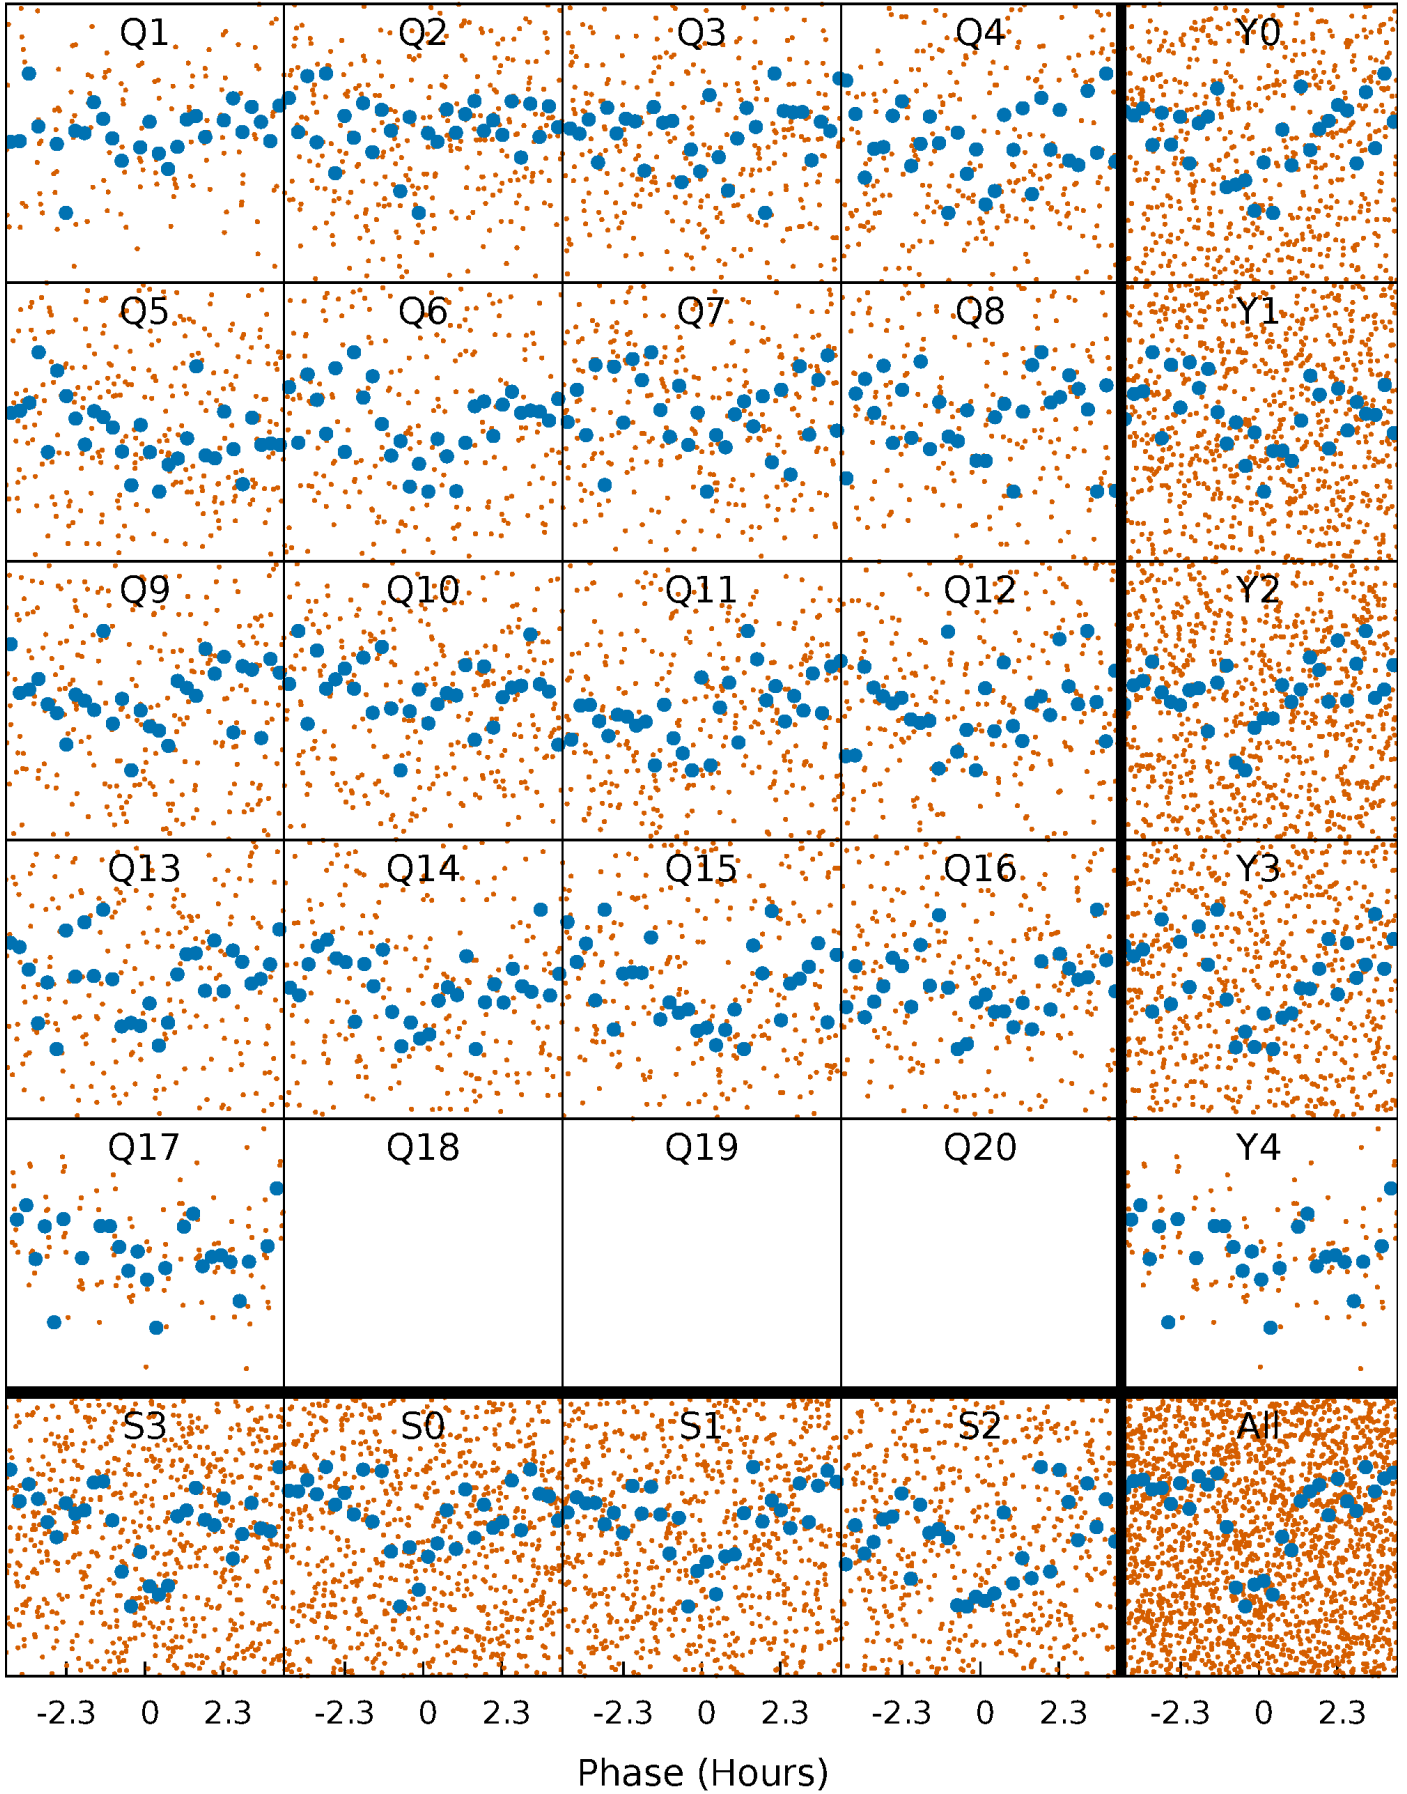 Q1 Q2 Q3 Q4 Y0
Q5 Q6 Q7 Q8 Y1
Q9 Q10 Q11 Q12 Y2
Q13 Q14 Q15 Q16 Y3
Q17 Q18 Q19 Q20 Y4
S3 S0 S1 S2 All
-2.3 0 2.3 -2.3 0 2.3 -2.3 0 2.3 -2.3 0 2.3 -2.3 0 2.3
Phase (Hours)